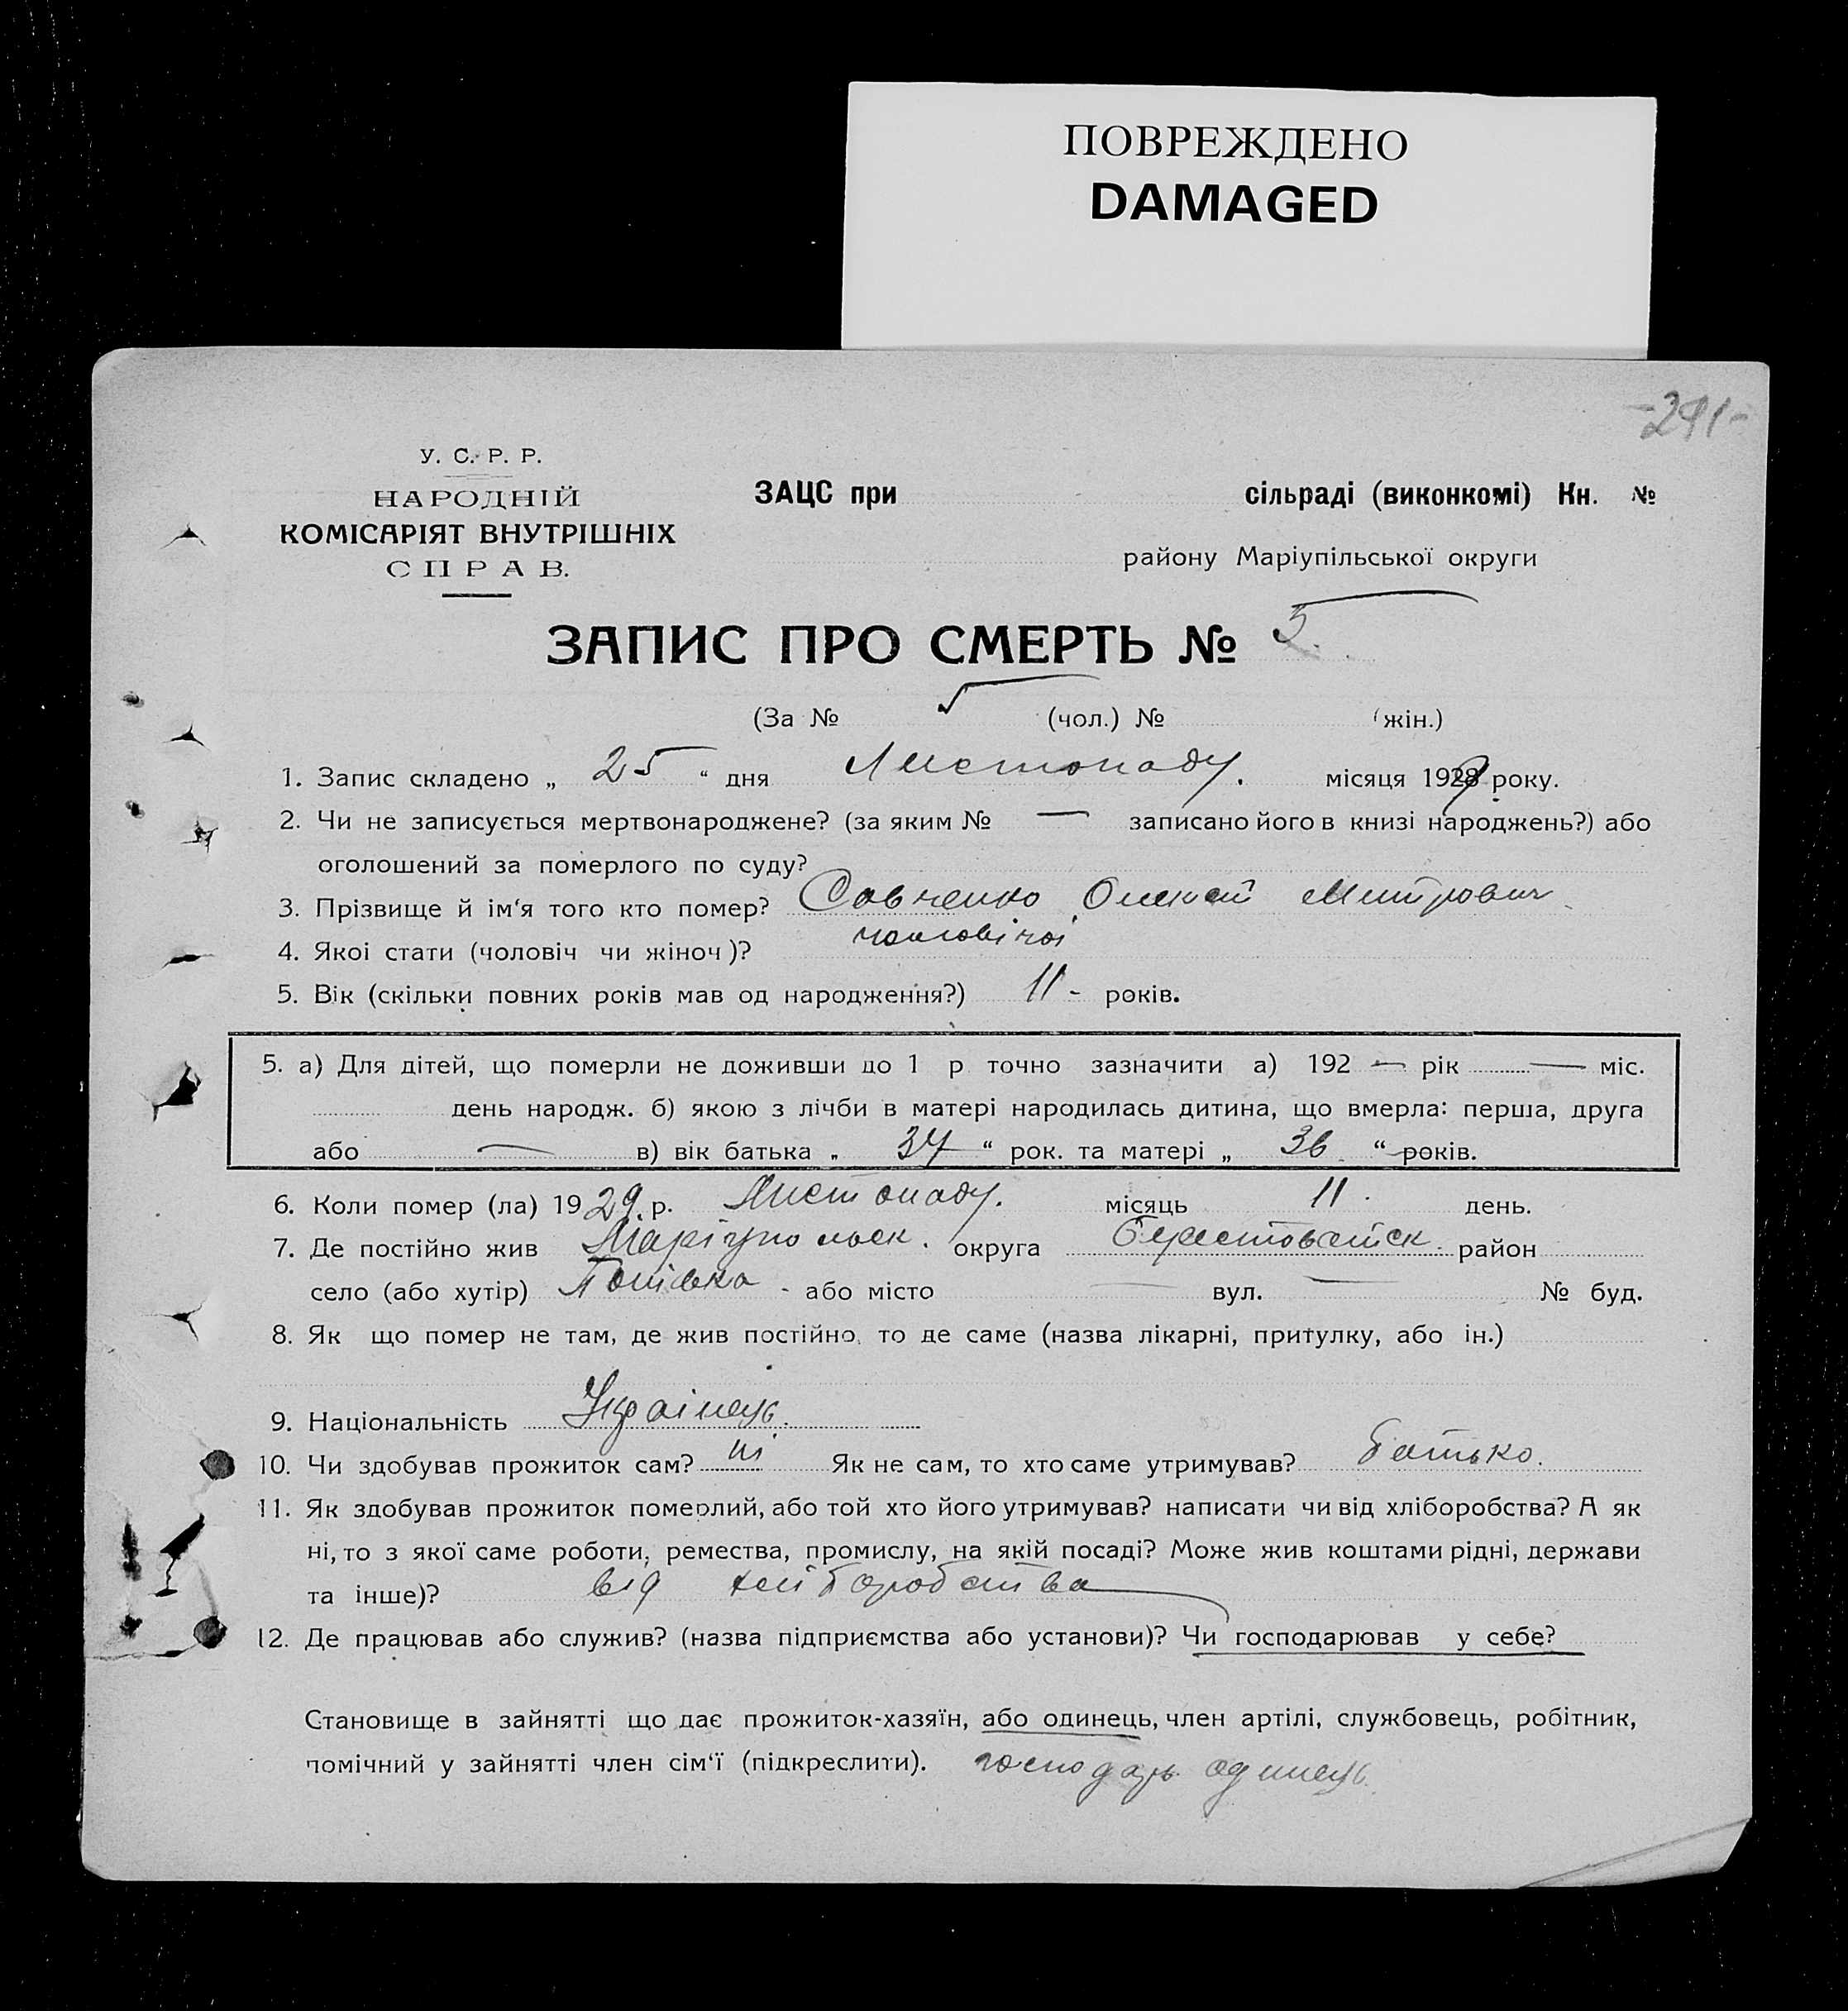 ПОВРЕЖДЕНО
DAMAGED
-241-
У. С. Р. Р.
НАРОДНІЙ
КОМІСАРІЯТ ВНУТРІШНІХ
СПРАВ.
ЗАЦС при сільраді (виконкомі) Кн. №
району Маріупільської округи
ЗАПИС ПРО СМЕРТЬ № 5.
(За № 5 (чол.) № (жін.)
1. Запис складено „ 25 “ дня Листопаду. місяця 1929 року.
2. Чи не записується мертвонароджене? (за яким № — записано його в книзі народжень?) або
оголошений за померлого по суду?
3. Прізвище й ім‘я того кто помер? Савченко Олексій Митрович
4. Якоі стати (чоловіч чи жіноч)? чоловічоі
5. Вік (скільки повних років мав од народження?) 11 - років.
5. а) Для дітей, що померли не доживши до 1 р точно зазначити а) 192 — рік — міс.
день народж. б) якою з лічби в матері народилась дитина, що вмерла: перша, друга
або — в) вік батька „ 37 “ рок. та матері „ 36 “ років.
6. Коли помер (ла) 1929 р. Листопаду. місяць 11. день.
7. Де постійно жив Маріупольск. округа район
село (або хутір) - або місто — вул. — № буд.
8. Як що помер не там, де жив постійно, то де саме (назва лікарні, притулку, або ін.)
9. Національність Украінець.
10. Чи здобував прожиток сам? ні Як не сам, то хто саме утримував? батько.
11. Як здобував прожиток померлий, або той хто його утримував? написати чи від хліборобства? А як
ні, то з якої саме роботи, ремества, промислу, на якій посаді? Може жив коштами рідні, держави
та інше)? від хліборобства
12. Де працював або служив? (назва підприємства або установи)? Чи господарював у себе?
Становище в зайнятті що дає прожиток-хазяїн, або одинець, член артілі, службовець, робітник,
помічний у зайнятті член сім‘ї (підкреслити). господарь одинець.